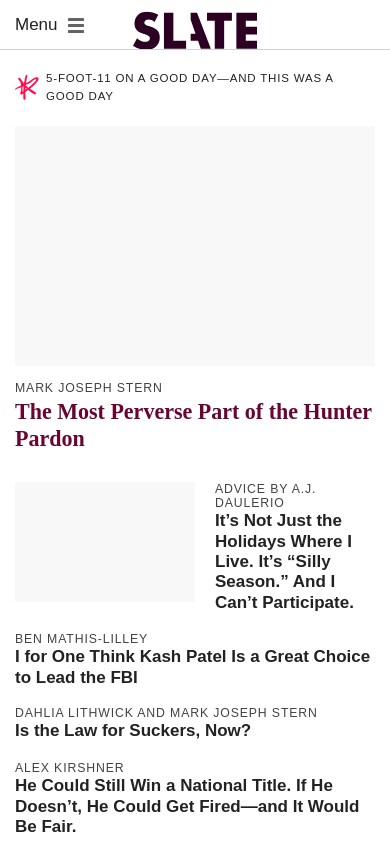 Menu
SLATE
5-FOOT-11 ON A GOOD DAY—AND THIS WAS A
GOOD DAY
MARK JOSEPH STERN
The Most Perverse Part of the Hunter
Pardon
ADVICE BY A.J.
DAULERIO
It’s Not Just the
Holidays Where I
Live. It’s “Silly
Season.” And I
Can’t Participate.
BEN MATHIS-LILLEY
I for One Think Kash Patel Is a Great Choice
to Lead the FBI
DAHLIA LITHWICK AND MARK JOSEPH STERN
Is the Law for Suckers, Now?
ALEX KIRSHNER
He Could Still Win a National Title. If He
Doesn’t, He Could Get Fired—and It Would
Be Fair.